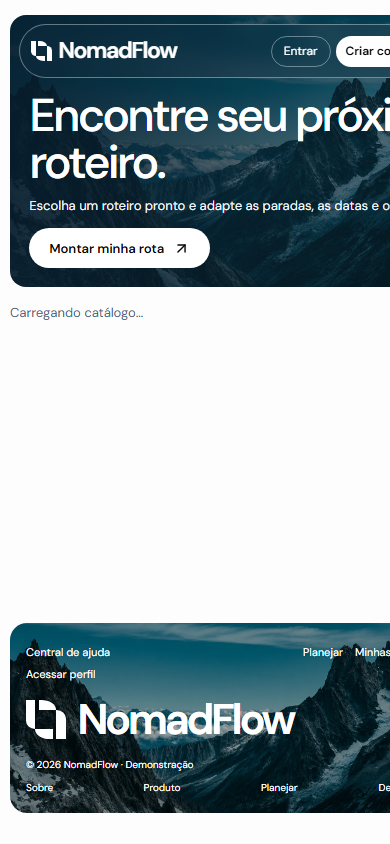 NomadFlow
Entrar
Criar co
Encontre seu próxi
roteiro.
Escolha um roteiro pronto e adapte as paradas, as datas e o
Montar minha rota
Carregando catálogo...
Central de ajuda
Planejar
Minhas
Acessar perfil
NomadFlow
© 2026 NomadFlow · Demonstração
Sobre
Produto
Planejar
De